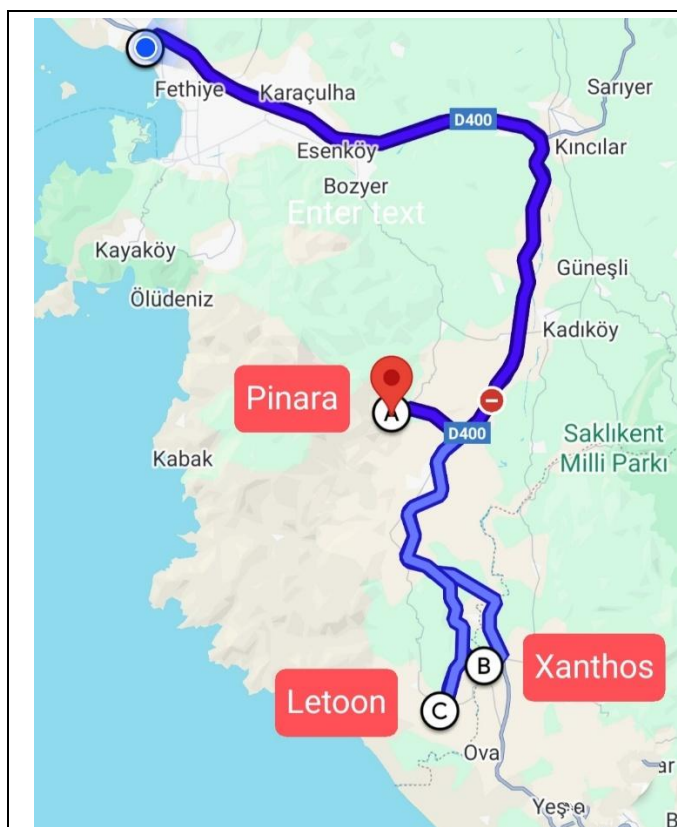 Fethiye
Karaçulha
Sarıyer
D400
Esenköy
Kıncılar
Bozyer
Enter text
Kayaköy
Güneşli
Ölüdeniz
Kadıköy
Pinara
A
D400
Saklıkent
Milli Parkı
Kabak
B
Xanthos
Letoon
C
Ova
ar
B